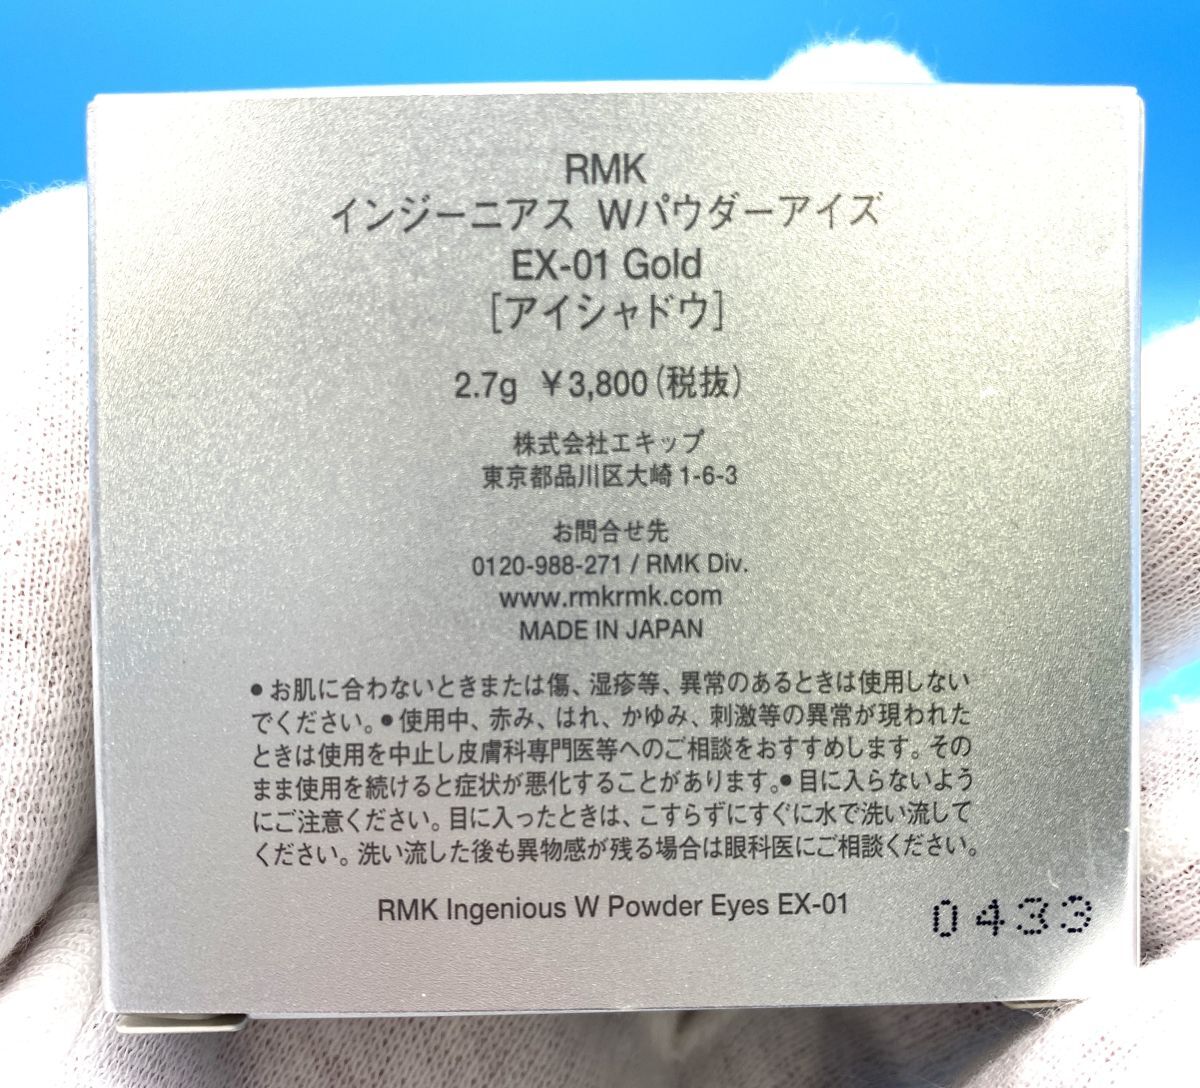 RMK
インジーニアス Wパウダーアイズ
EX-01 Gold
[アイシャドウ]
2.7g ￥3,800(税抜)
株式会社エキップ
東京都品川区大崎1-6-3
お問合せ先
0120-988-271 / RMK Div.
www.rmkrmk.com
MADE IN JAPAN
●お肌に合わないときまたは傷、湿疹等、異常のあるときは使用しない
でください。●使用中、赤み、はれ、かゆみ、刺激等の異常が現われた
ときは使用を中止し皮膚科専門医等へのご相談をおすすめします。その
まま使用を続けると症状が悪化することがあります。●目に入らないよう
にご注意ください。目に入ったときは、こすらずにすぐに水で洗い流して
ください。洗い流した後も異物感が残る場合は眼科医にご相談ください。
RMK Ingenious W Powder Eyes EX-01
0433